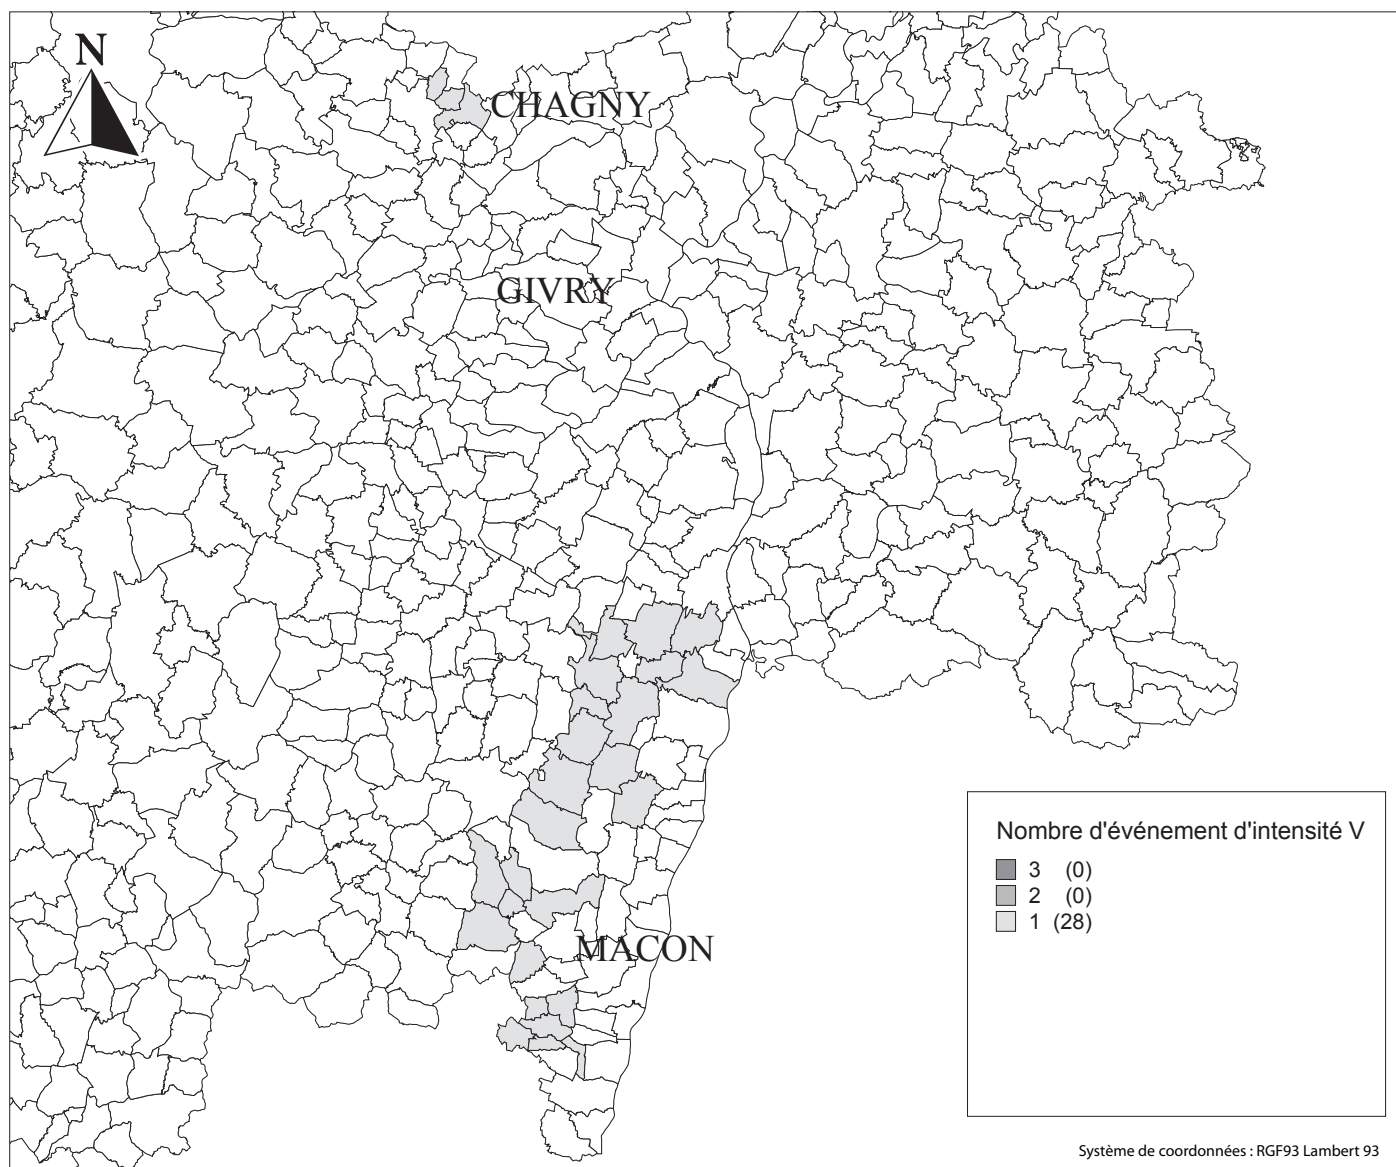 N
CHAGNY
GIVRY
MACON
Nombre d'événement d'intensité V
3 (0)
2 (0)
1 (28)
Système de coordonnées : RGF93 Lambert 93